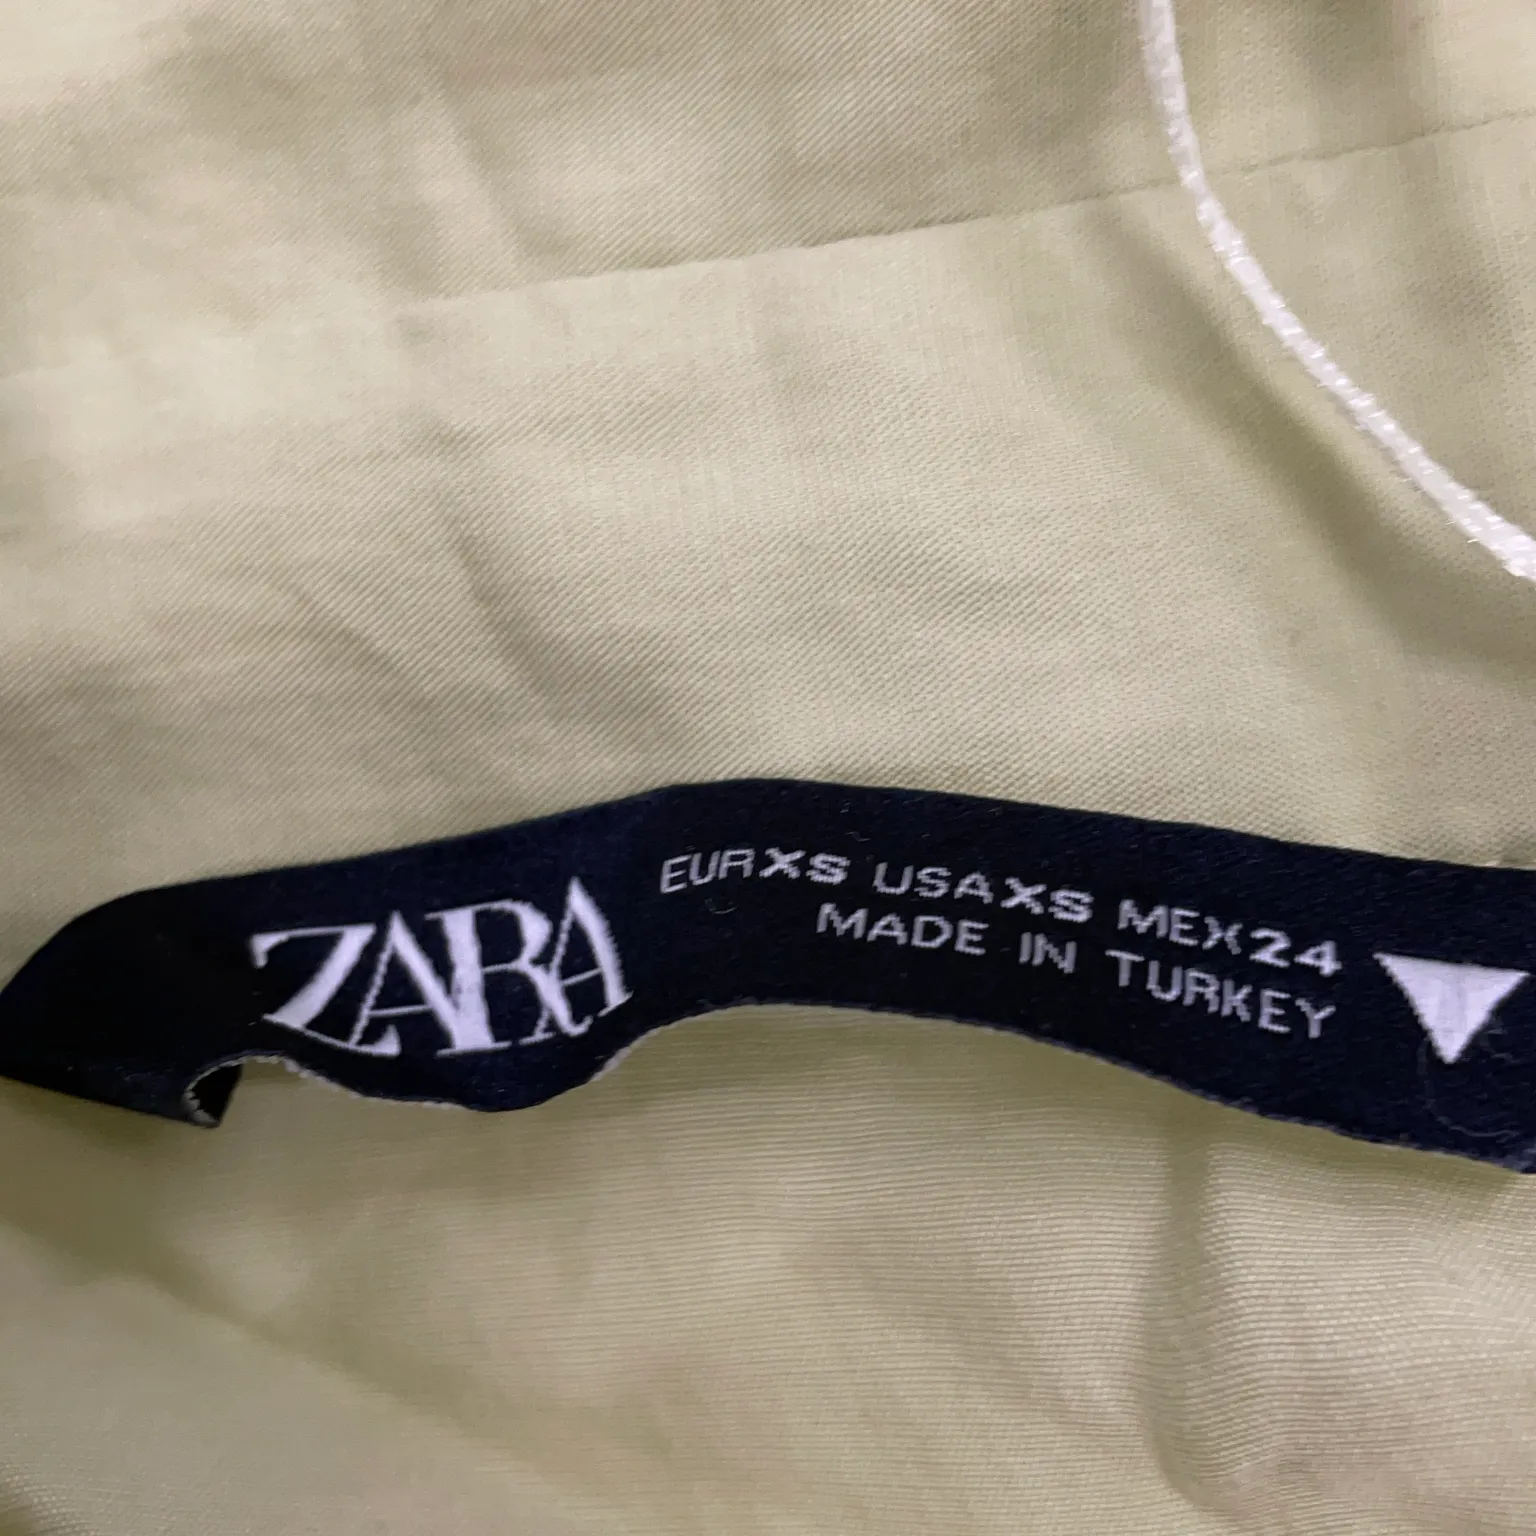 ZARA
EUR XS USA XS MEX 24
MADE IN TURKEY